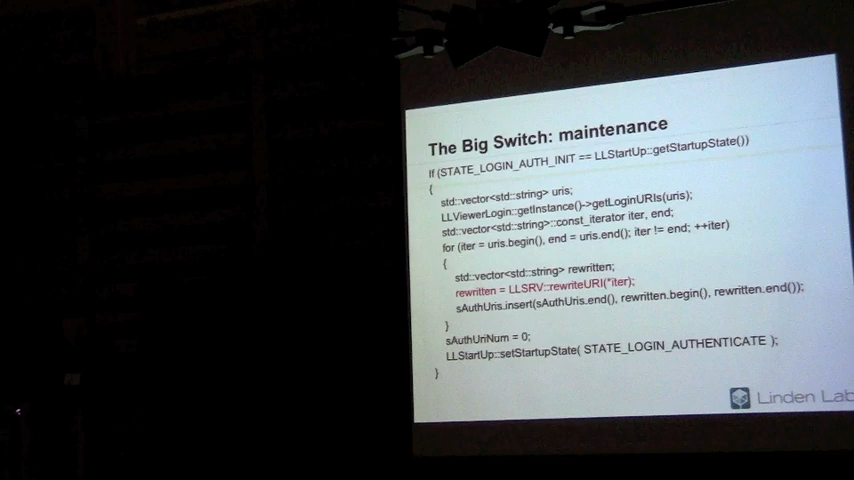 The Big Switch: maintenance
If (STATE_LOGIN_AUTH_INIT == LLStartUp::getStartupState())
{
std::vector<std::string> uris;
LLViewerLogin::getInstance()->getLoginURIs(uris);
std::vector<std::string>::const_iterator iter, end;
for (iter = uris.begin(), end = uris.end(); iter != end; ++iter)
{
std::vector<std::string> rewritten;
rewritten = LLSRV::rewriteURI(*iter);
sAuthUris.insert(sAuthUris.end(), rewritten.begin(), rewritten.end());
}
sAuthUriNum = 0;
LLStartUp::setStartupState( STATE_LOGIN_AUTHENTICATE );
}
Linden Lab